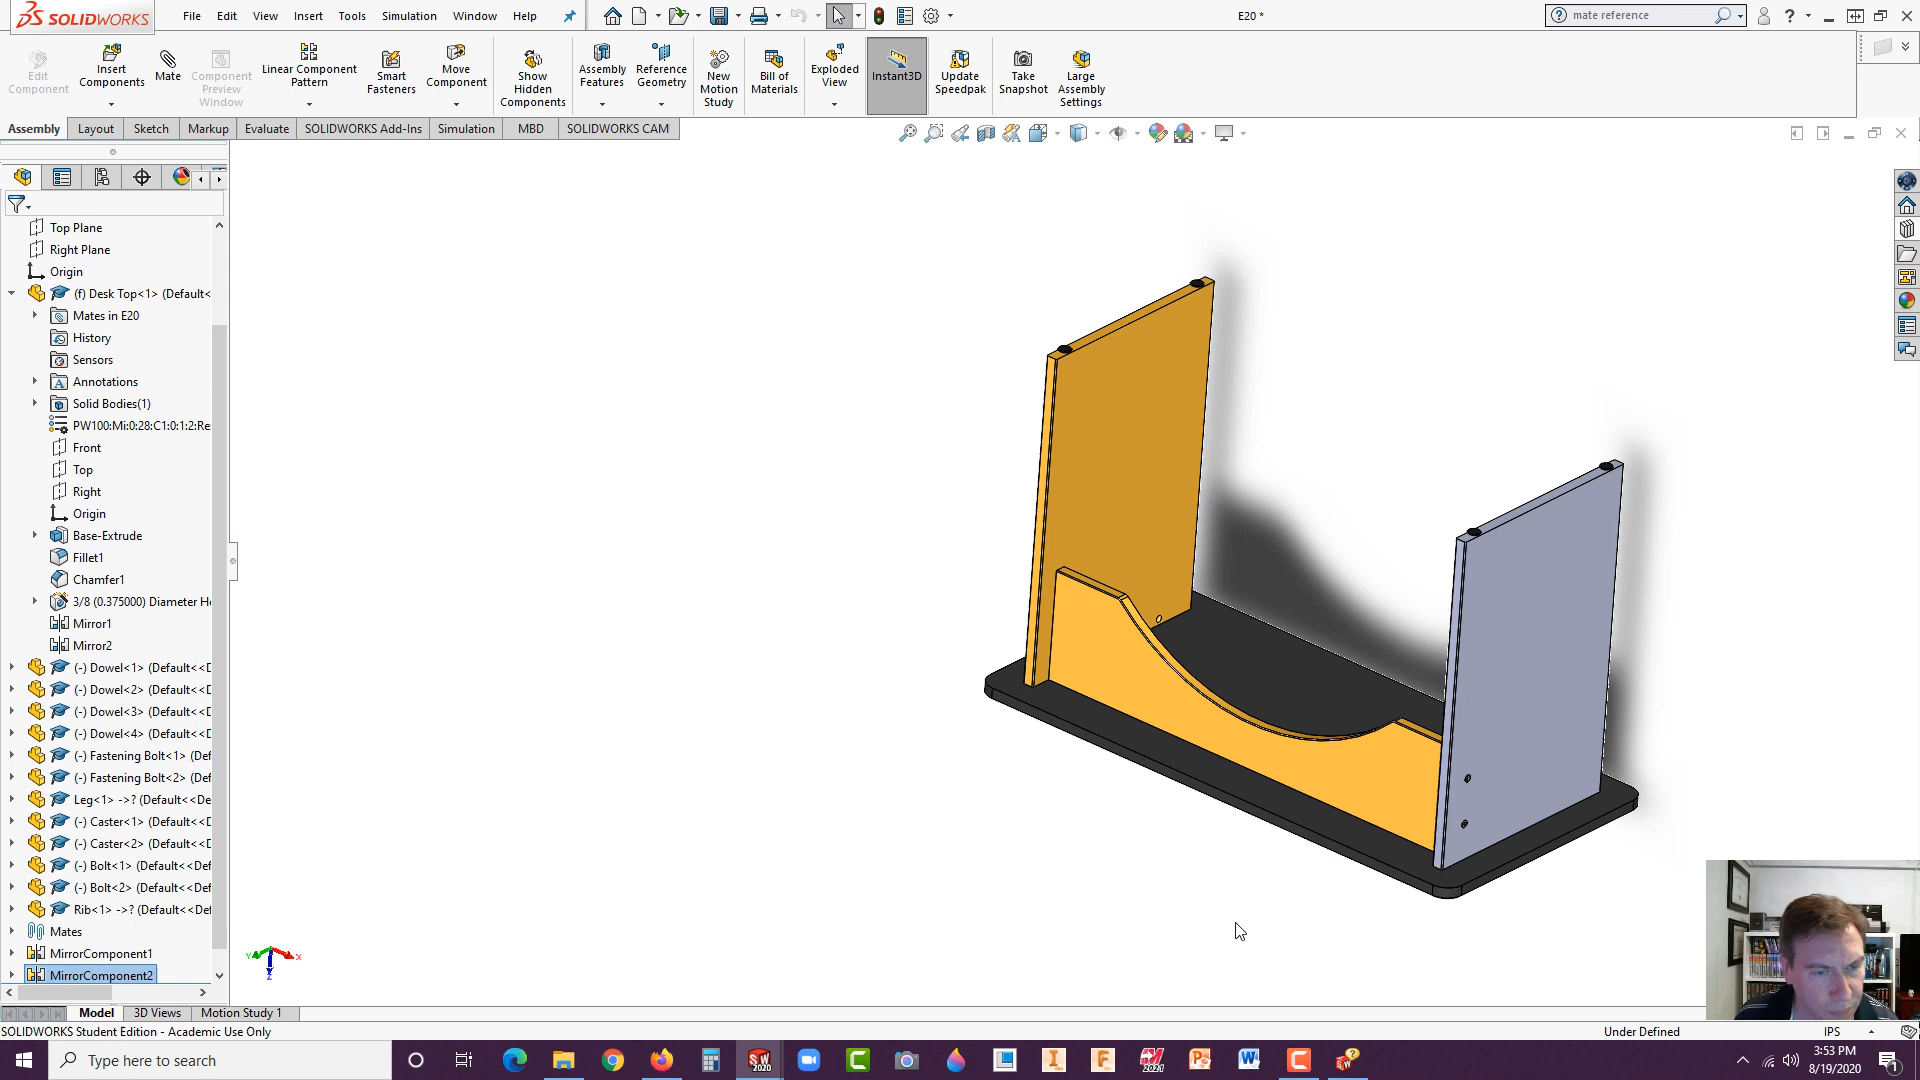 SOLIDWORKS File Edit View Insert Tools Simulation Window Help E20 * mate reference
Edit Component
Insert Components
Mate
Component Preview Window
Linear Component Pattern
Smart Fasteners
Move Component
Show Hidden Components
Assembly Features
Reference Geometry
New Motion Study
Bill of Materials
Exploded View
Instant3D
Update Speedpak
Take Snapshot
Large Assembly Settings
Assembly Layout Sketch Markup Evaluate SOLIDWORKS Add-Ins Simulation MBD SOLIDWORKS CAM
Top Plane
Right Plane
Origin
(f) Desk Top<1> (Default<
Mates in E20
History
Sensors
Annotations
Solid Bodies(1)
PW100:Mi:0:28:C1:0:1:2:Re
Front
Top
Right
Origin
Base-Extrude
Fillet1
Chamfer1
3/8 (0.375000) Diameter H
Mirror1
Mirror2
(-) Dowel<1> (Default<<D
(-) Dowel<2> (Default<<D
(-) Dowel<3> (Default<<D
(-) Dowel<4> (Default<<D
(-) Fastening Bolt<1> (Def
(-) Fastening Bolt<2> (Def
Leg<1> ->? (Default<<De
(-) Caster<1> (Default<<D
(-) Caster<2> (Default<<D
(-) Bolt<1> (Default<<Def
(-) Bolt<2> (Default<<Def
Rib<1> ->? (Default<<Def
Mates
MirrorComponent1
MirrorComponent2
Y X Z
Model 3D Views Motion Study 1
SOLIDWORKS Student Edition - Academic Use Only Under Defined IPS
Type here to search
SW 2020
2021
3:53 PM
8/19/2020
1